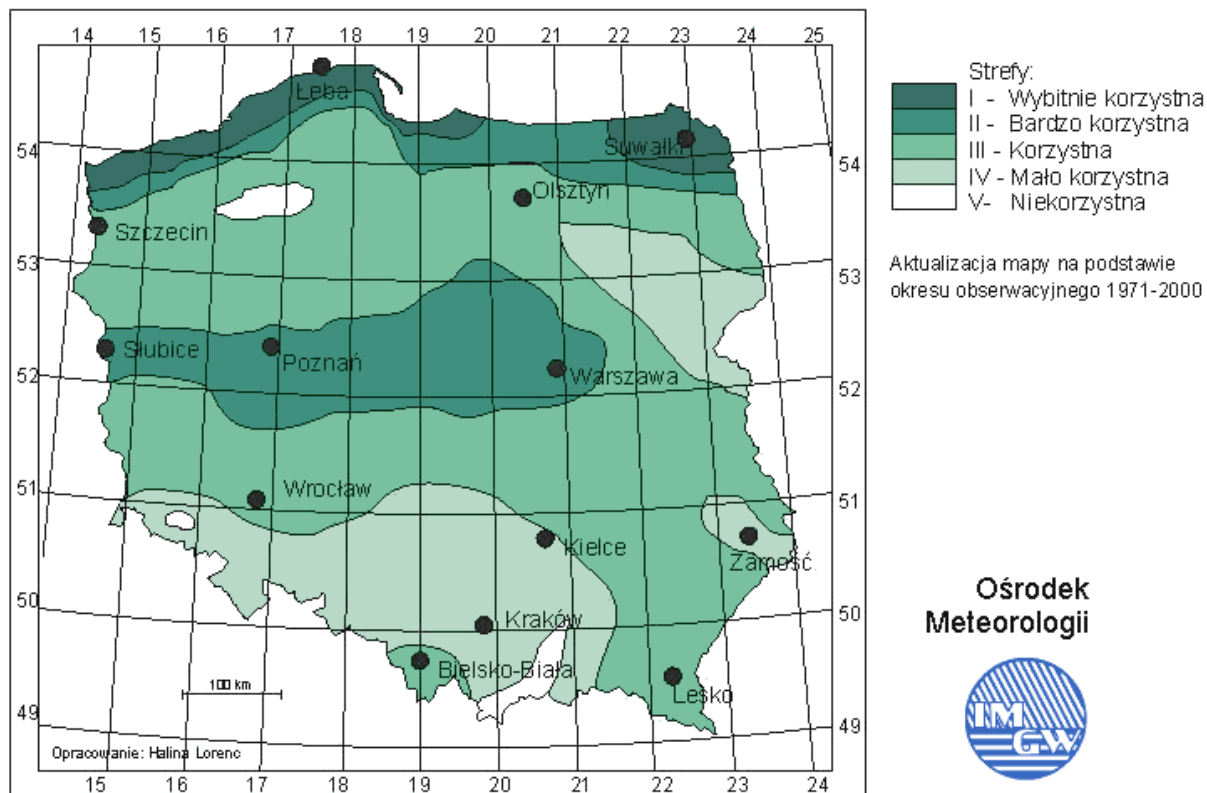 14 15 16 17 18 19 20 21 22 23 24 25
Strefy:
I - Wybitnie korzystna
II - Bardzo korzystna
III - Korzystna
IV - Mało korzystna
V- Niekorzystna
Aktualizacja mapy na podstawie
okresu obserwacyjnego 1971-2000
Łeba
54
Suwałki
54
Olsztyn
Szczecin
53
53
Słubice
Poznań
Warszawa
52
52
51
Wrocław
51
Kielce
Zamość
50
Kraków
50
Bielsko-Biała
Lesko
100 km
49
49
Opracowanie: Halina Lorenc
15 16 17 18 19 20 21 22 23 24
Ośrodek
Meteorologii
IM
GW